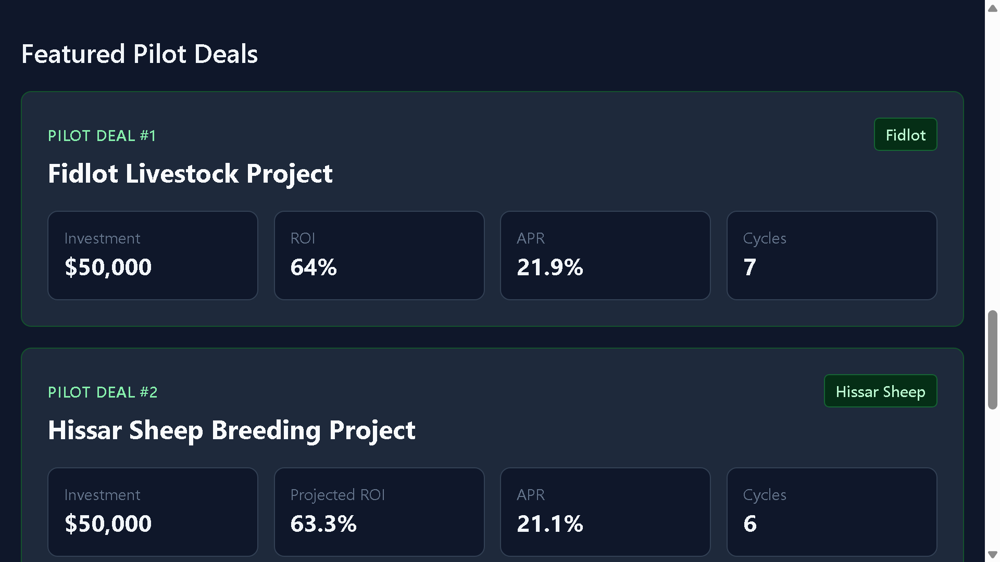 Featured Pilot Deals
PILOT DEAL #1
Fidlot
Fidlot Livestock Project
Investment
$50,000
ROI
64%
APR
21.9%
Cycles
7
PILOT DEAL #2
Hissar Sheep
Hissar Sheep Breeding Project
Investment
$50,000
Projected ROI
63.3%
APR
21.1%
Cycles
6